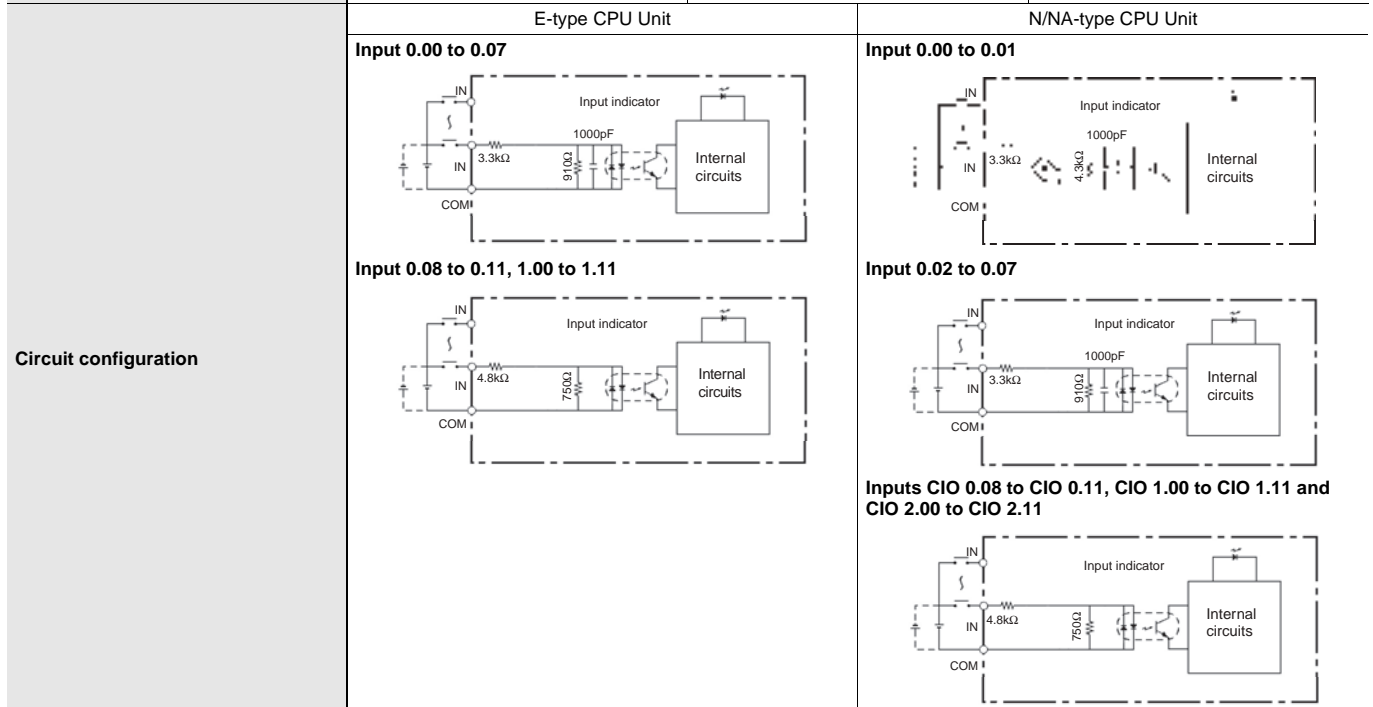 E-type CPU Unit
N/NA-type CPU Unit
Circuit configuration
Input 0.00 to 0.07
IN
Input indicator
1000pF
3.3kΩ
910Ω
IN
Internal
circuits
COM
Input 0.08 to 0.11, 1.00 to 1.11
IN
Input indicator
4.8kΩ
750Ω
IN
Internal
circuits
COM
Input 0.00 to 0.01
IN
Input indicator
1000pF
3.3kΩ
4.3kΩ
IN
Internal
circuits
COM
Input 0.02 to 0.07
IN
Input indicator
1000pF
3.3kΩ
910Ω
IN
Internal
circuits
COM
Inputs CIO 0.08 to CIO 0.11, CIO 1.00 to CIO 1.11 and
CIO 2.00 to CIO 2.11
IN
Input indicator
4.8kΩ
750Ω
IN
Internal
circuits
COM